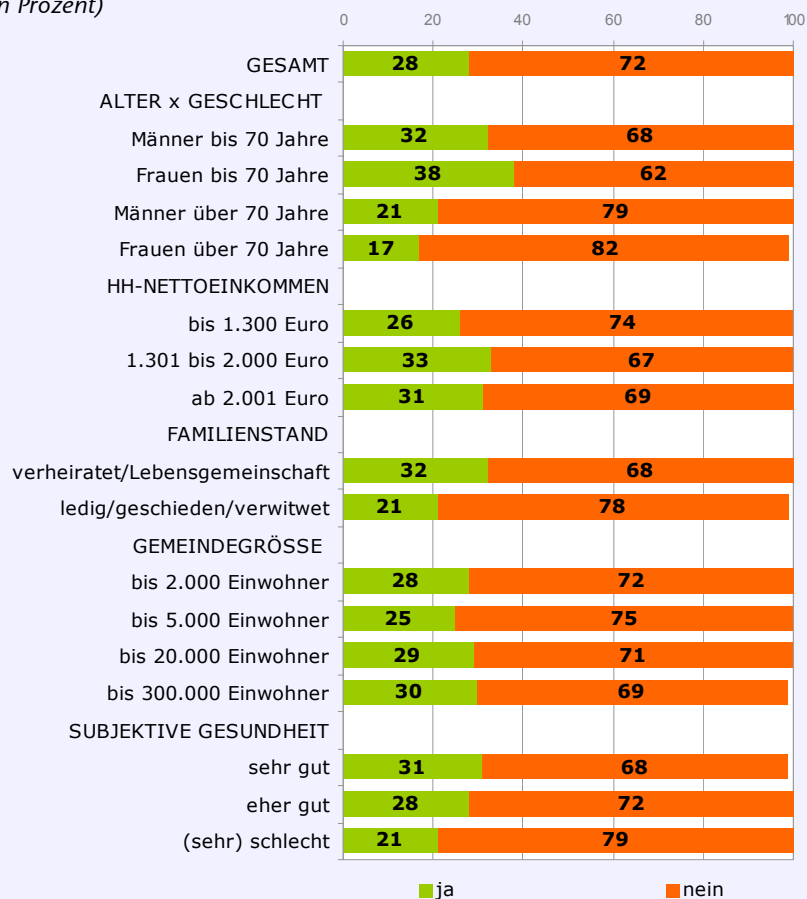 n Prozent)
0 20 40 60 80 100
GESAMT 28 72
ALTER x GESCHLECHT
Männer bis 70 Jahre 32 68
Frauen bis 70 Jahre 38 62
Männer über 70 Jahre 21 79
Frauen über 70 Jahre 17 82
HH-NETTOEINKOMMEN
bis 1.300 Euro 26 74
1.301 bis 2.000 Euro 33 67
ab 2.001 Euro 31 69
FAMILIENSTAND
verheiratet/Lebensgemeinschaft 32 68
ledig/geschieden/verwitwet 21 78
GEMEINDEGRÖSSE
bis 2.000 Einwohner 28 72
bis 5.000 Einwohner 25 75
bis 20.000 Einwohner 29 71
bis 300.000 Einwohner 30 69
SUBJEKTIVE GESUNDHEIT
sehr gut 31 68
eher gut 28 72
(sehr) schlecht 21 79
ja nein